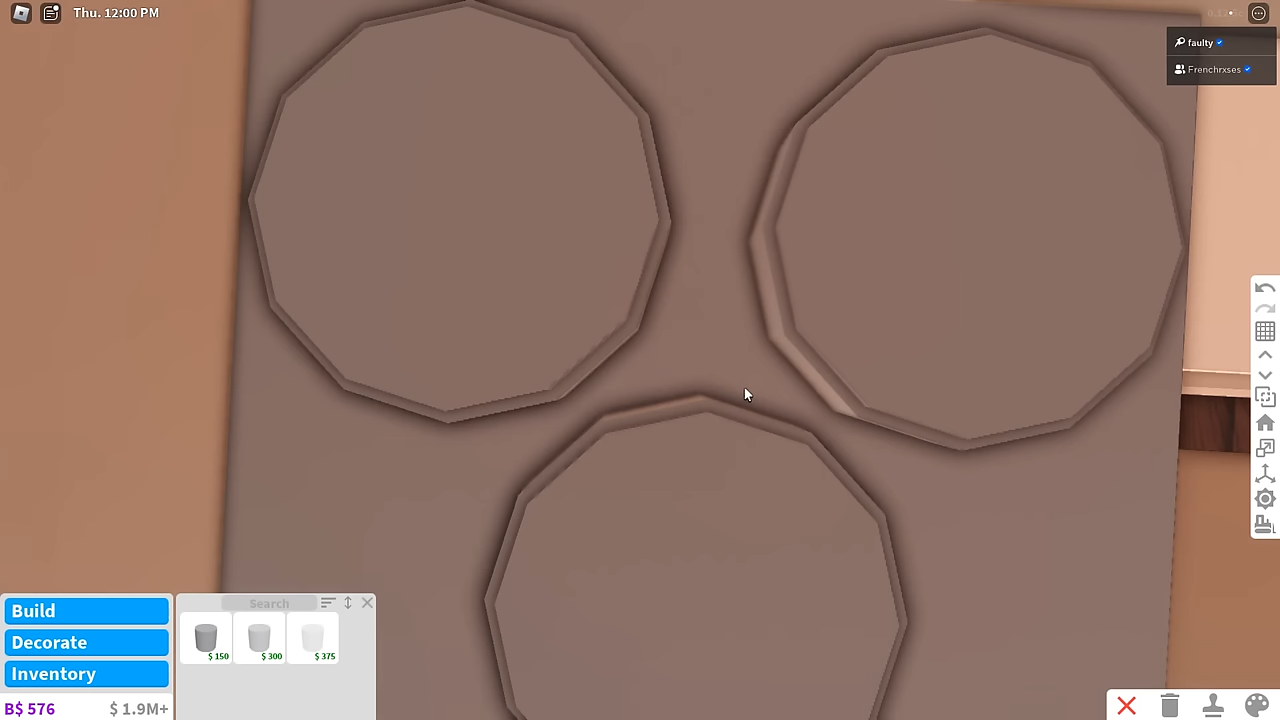 Thu. 12:00 PM
faulty
Frenchrxses
Search
Build
Decorate
Inventory
$ 150
$ 300
$ 375
B$ 576
$ 1.9M+